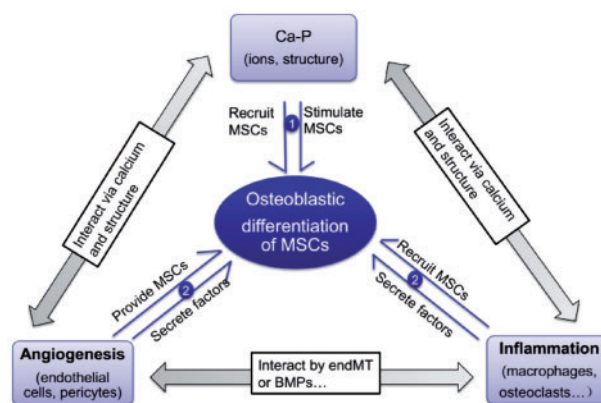 Ca-P
(ions, structure)
Recruit
MSCs
1
Stimulate
MSCs
Interact via calcium
and structure
Interact via calcium
and structure
Osteoblastic
differentiation
of MSCs
Provide MSCs
2
Secrete factors
Recruit MSCs
2
Secrete factors
Angiogenesis
(endothelial
cells, pericytes)
Interact by endMT
or BMPs...
Inflammation
(macrophages,
osteoclasts...)